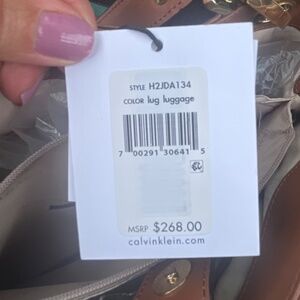 STYLE H2JDA134
COLOR lug luggage
7 00291 30641 5
MSRP $268.00
calvinklein.com